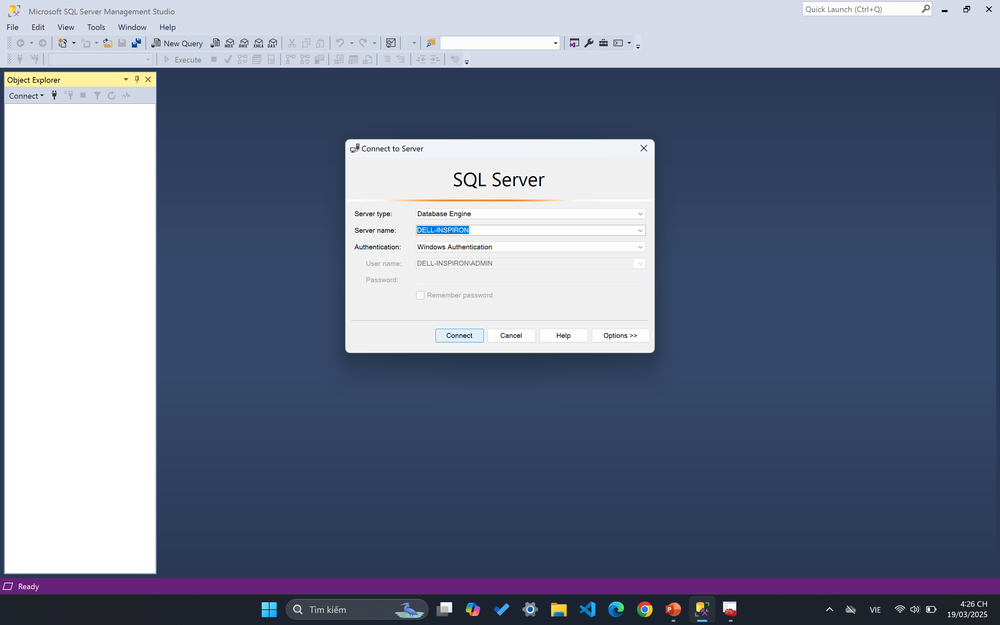 Microsoft SQL Server Management Studio
Quick Launch (Ctrl+Q)
File Edit View Tools Window Help
New Query MDX DMX XMLA DAX
Execute
Object Explorer
Connect
Connect to Server
SQL Server
Server type: Database Engine
Server name: DELL-INSPIRON
Authentication: Windows Authentication
User name: DELL-INSPIRON\ADMIN
Password:
Remember password
Connect Cancel Help Options >>
Ready
Tìm kiếm
VIE
4:26 CH
19/03/2025